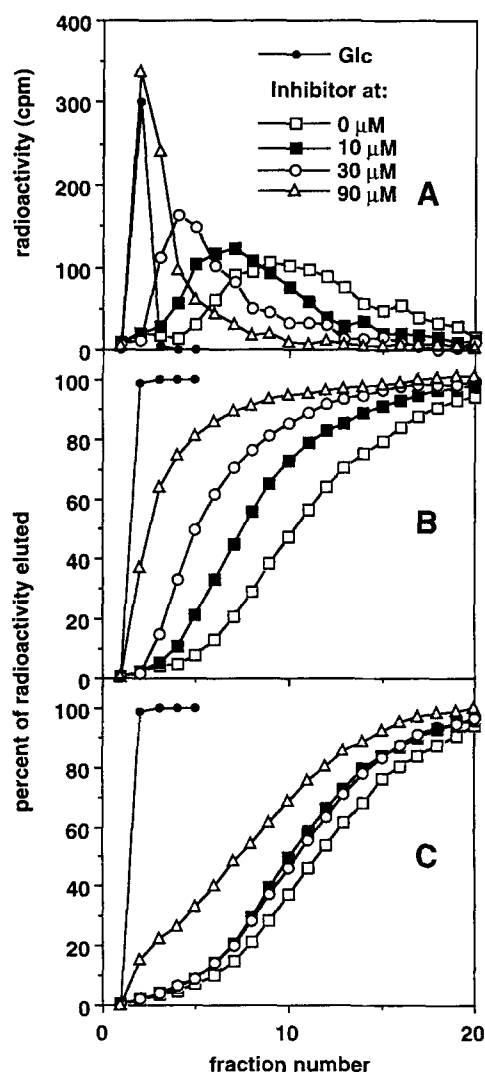 400
300
200
100
0
radioactivity (cpm)
Glc
Inhibitor at:
0 μM
10 μM
30 μM
90 μM
A
100
80
60
40
20
0
B
percent of radioactivity eluted
100
80
60
40
20
0
C
0
10
20
fraction number